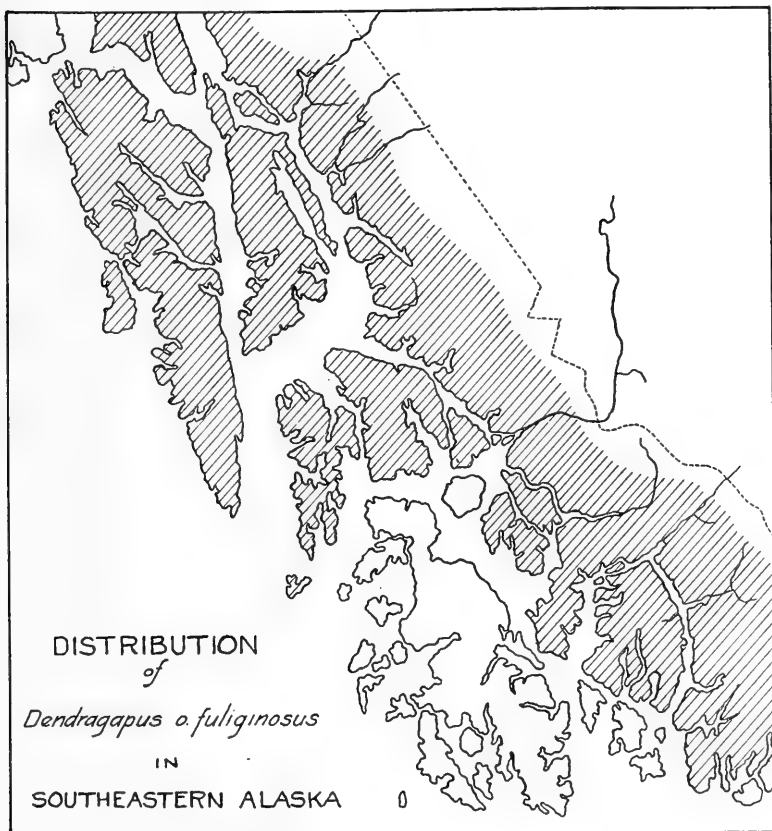 DISTRIBUTION
of
Dendragapus o. fuliginosus
IN
SOUTHEASTERN ALASKA